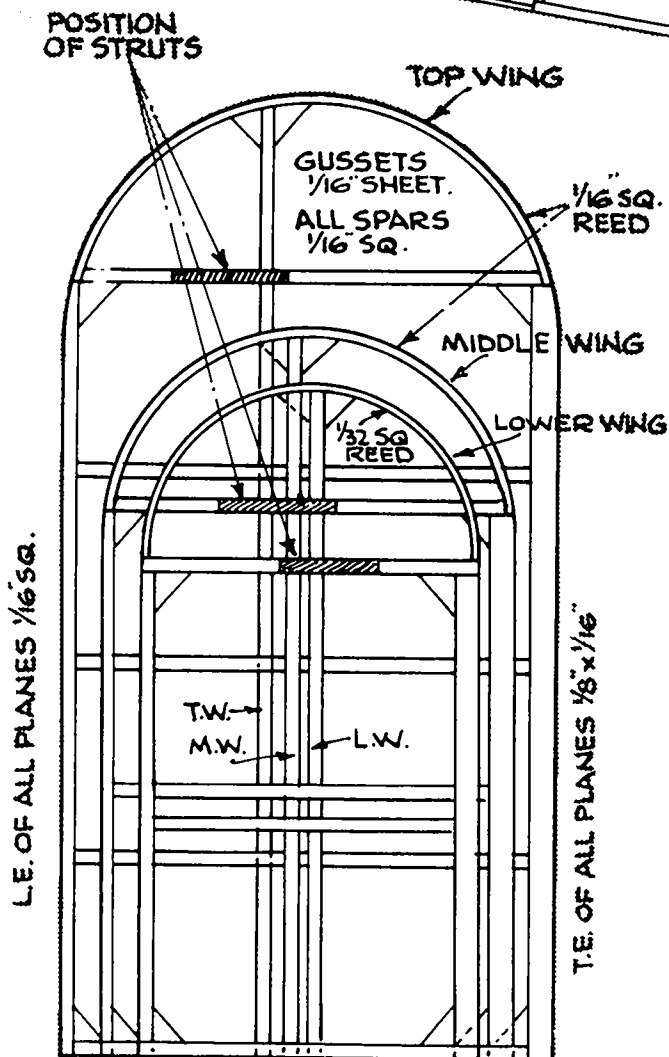 POSITION
OF STRUTS
TOP WING
GUSSETS
1/16" SHEET.
ALL SPARS
1/16" SQ.
1/16" SQ.
REED
MIDDLE WING
LOWER WING
1/32 SQ
REED
L.E. OF ALL PLANES 1/16" SQ.
T.W.
M.W.
L.W.
T.E. OF ALL PLANES 1/8" x 1/16"